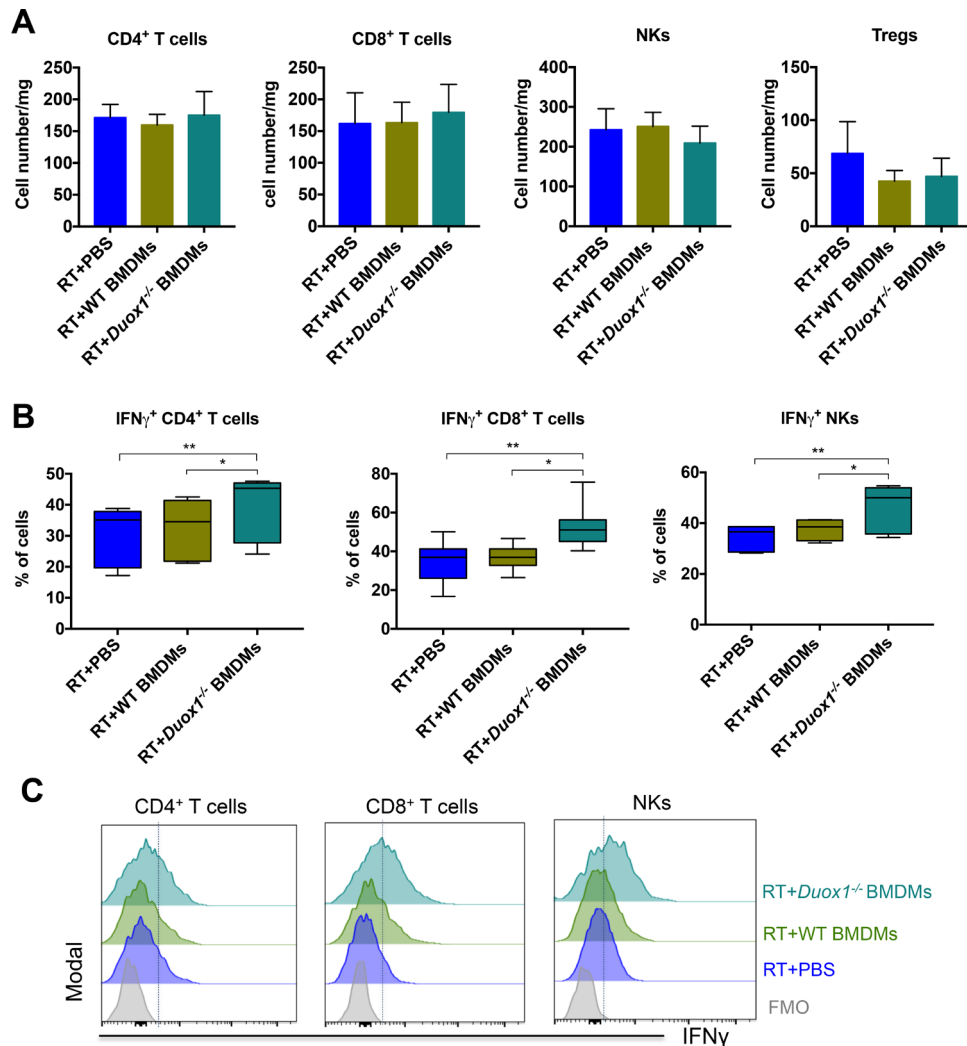 A
CD4⁺ T cells
Cell number/mg
250
200
150
100
50
0
RT+PBS
RT+WT BMDMs
RT+Duox1⁻/⁻ BMDMs
CD8⁺ T cells
cell number/mg
250
200
150
100
50
0
RT+PBS
RT+WT BMDMs
RT+Duox1⁻/⁻ BMDMs
NKs
Cell number/mg
400
300
200
100
0
RT+PBS
RT+WT BMDMs
RT+Duox1⁻/⁻ BMDMs
Tregs
Cell number/mg
150
100
50
0
RT+PBS
RT+WT BMDMs
RT+Duox1⁻/⁻ BMDMs
B
IFNγ⁺ CD4⁺ T cells
**
*
% of cells
50
40
30
20
10
0
RT+PBS
RT+WT BMDMs
RT+Duox1⁻/⁻ BMDMs
IFNγ⁺ CD8⁺ T cells
**
*
% of cells
80
60
40
20
0
RT+PBS
RT+WT BMDMs
RT+Duox1⁻/⁻ BMDMs
IFNγ⁺ NKs
**
*
% of cells
60
40
20
0
RT+PBS
RT+WT BMDMs
RT+Duox1⁻/⁻ BMDMs
C
CD4⁺ T cells
CD8⁺ T cells
NKs
Modal
RT+Duox1⁻/⁻ BMDMs
RT+WT BMDMs
RT+PBS
FMO
IFNγ